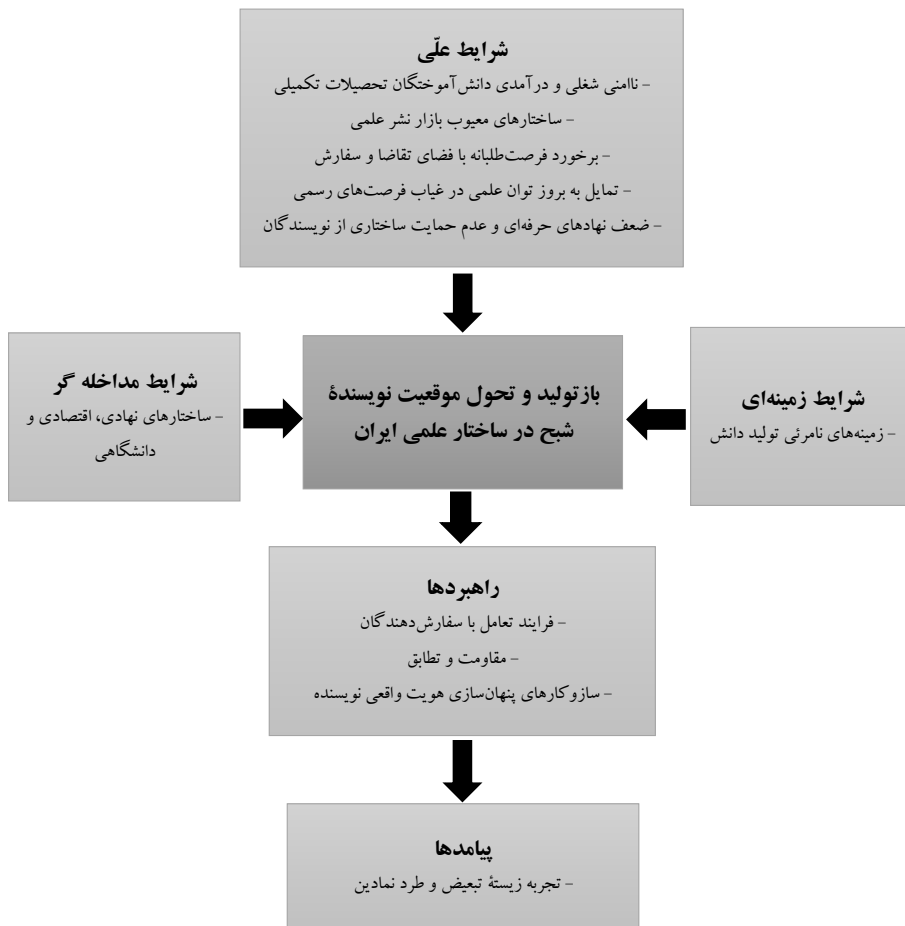 شرایط علّی
- ناامنی شغلی و درآمدی دانش‌آموختگان تحصیلات تکمیلی
- ساختارهای معیوب بازار نشر علمی
- برخورد فرصت‌طلبانه با فضای تقاضا و سفارش
- تمایل به بروز توان علمی در غیاب فرصت‌های رسمی
- ضعف نهادهای حرفه‌ای و عدم حمایت ساختاری از نویسندگان
شرایط زمینه‌ای
- زمینه‌های نامرئی تولید دانش
بازتولید و تحول موقعیت نویسندهٔ
شبح در ساختار علمی ایران
شرایط مداخله گر
- ساختارهای نهادی، اقتصادی و
دانشگاهی
راهبردها
- فرایند تعامل با سفارش‌دهندگان
- مقاومت و تطابق
- سازوکارهای پنهان‌سازی هویت واقعی نویسنده
پیامدها
- تجربه زیستهٔ تبعیض و طرد نمادین